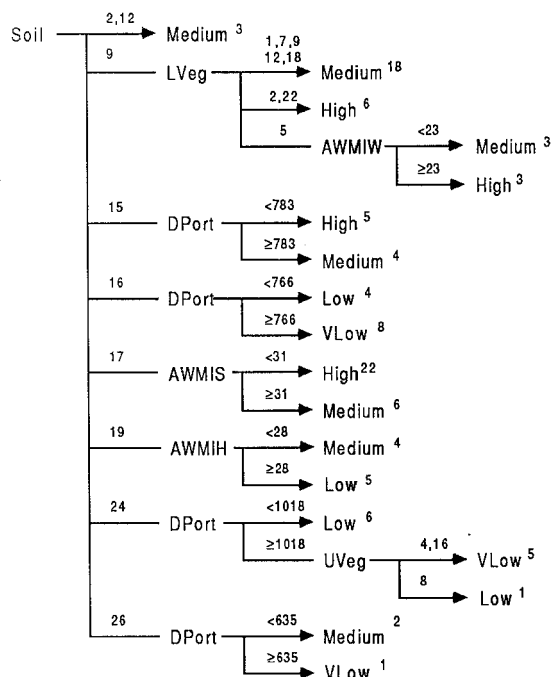 2,12
Soil Medium 3
9 1,7,9
12,18
LVeg Medium 18
2,22
High 6
5 <23
AWMIW Medium 3
≥23
High 3
15 <783
DPort High 5
≥783
Medium 4
16 <766
DPort Low 4
≥766
VLow 8
17 <31
AWMIS High 22
≥31
Medium 6
19 <28
AWMIH Medium 4
≥28
Low 5
24 <1018
DPort Low 6
≥1018 4,16
UVeg VLow 5
8
Low 1
26 <635
DPort Medium 2
≥635
VLow 1